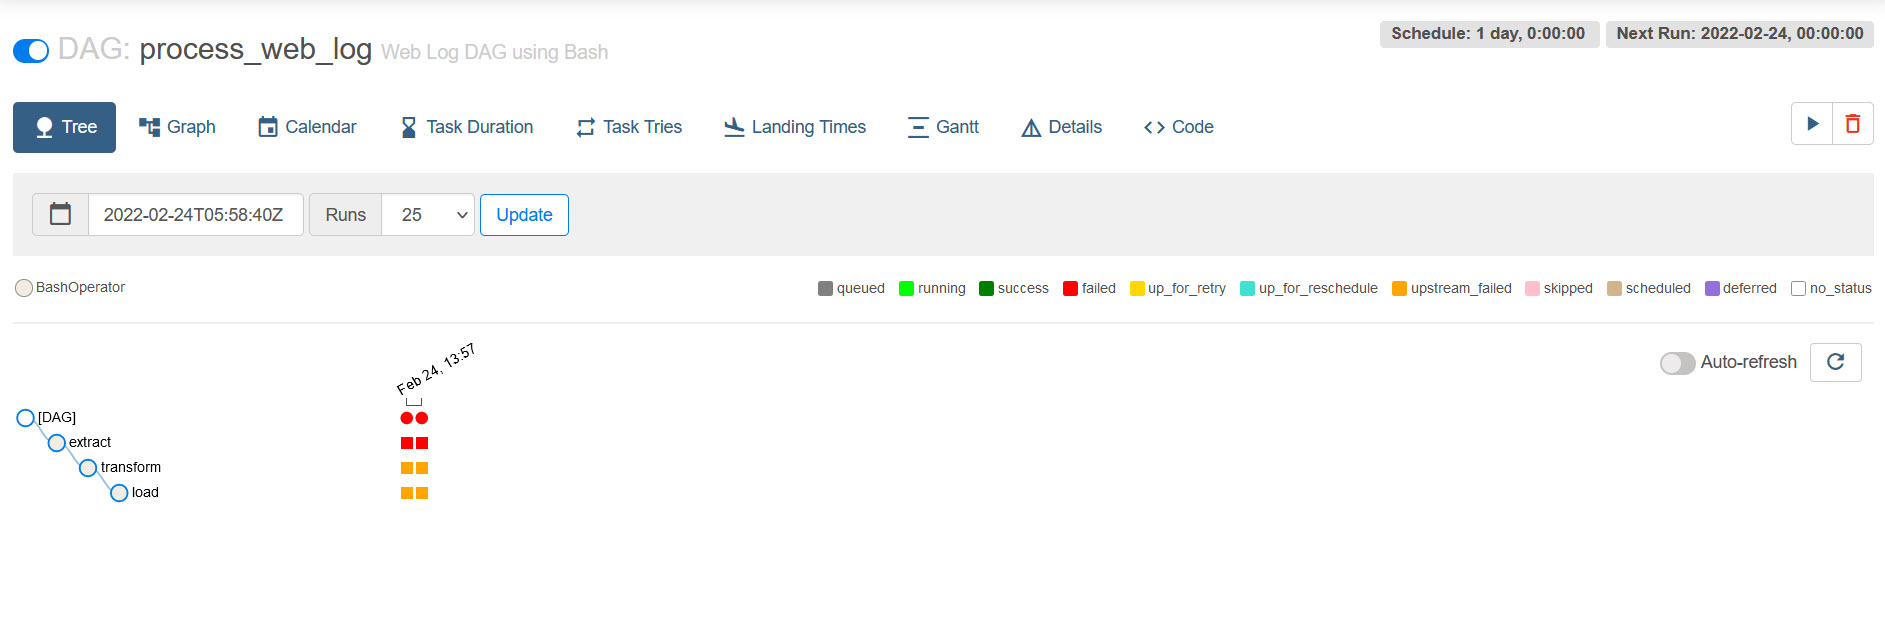 DAG: process_web_log Web Log DAG using Bash
Schedule: 1 day, 0:00:00 Next Run: 2022-02-24, 00:00:00
Tree Graph Calendar Task Duration Task Tries Landing Times Gantt Details Code
2022-02-24T05:58:40Z Runs 25 Update
BashOperator queued running success failed up_for_retry up_for_reschedule upstream_failed skipped scheduled deferred no_status
Feb 24, 13:57
Auto-refresh
[DAG]
extract
transform
load